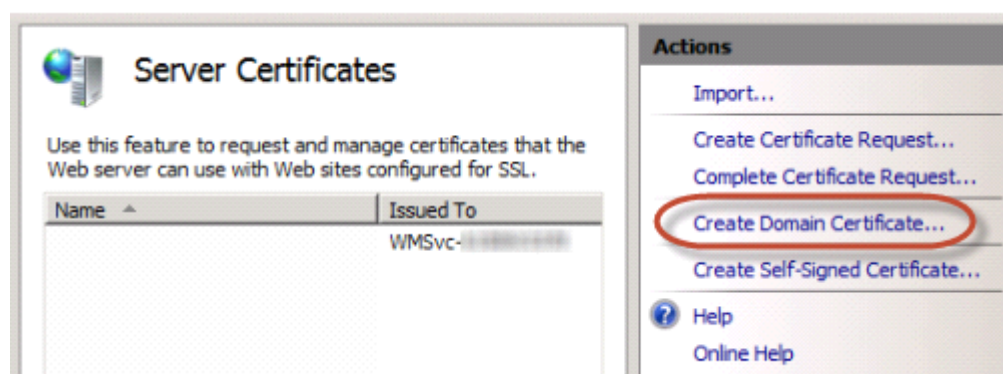 Server Certificates
Use this feature to request and manage certificates that the
Web server can use with Web sites configured for SSL.
Name
Issued To
WMSvc-
Actions
Import...
Create Certificate Request...
Complete Certificate Request...
Create Domain Certificate...
Create Self-Signed Certificate...
Help
Online Help